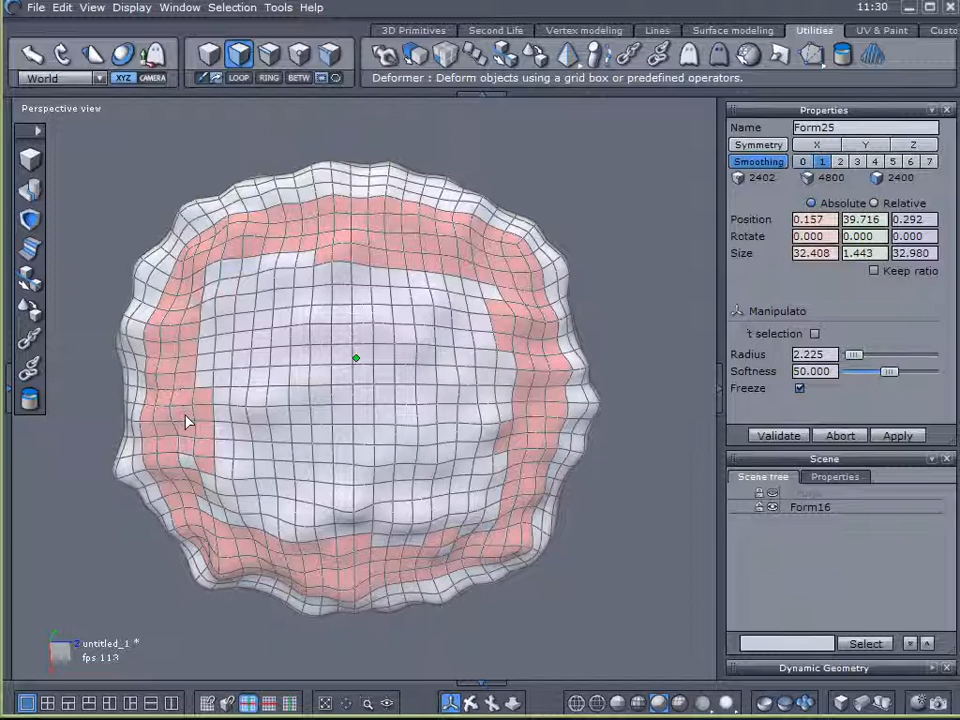 File Edit View Display Selection Tools Help
11:30
3D Primitives Second Life Vertex modeling Lines Surface modeling Utilities UV & Paint Custo
World XYZ CAMERA
LOOP RING BETW
Deformer : Deform objects using a grid box or predefined operators.
Perspective view
Properties
Name Form25
Symmetry X Y Z
Smoothing 0 1 2 3 4 5 6 7
2402 4800 2400
Absolute Relative
Position 0.157 39.716 0.292
Rotate 0.000 0.000 0.000
Size 32.408 1.443 32.980
Keep ratio
Manipulato
't selection
Radius 2.225
Softness 50.000
Freeze
Validate Abort Apply
Scene
Scene tree Properties
Form16
Select
Dynamic Geometry
untitled_1 *
fps 113